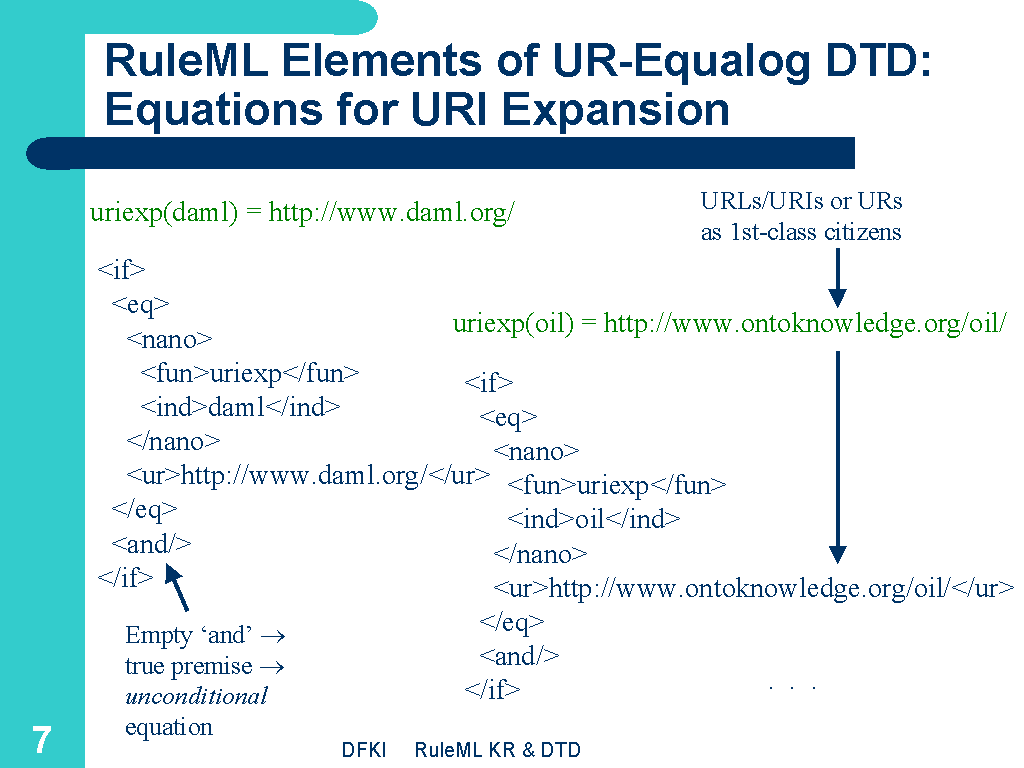 RuleML Elements of UR-Equalog DTD:
Equations for URI Expansion
uriexp(daml) = http://www.daml.org/
<if>
<eq>
<nano>
<fun>uriexp</fun>
<ind>daml</ind>
</nano>
<ur>http://www.daml.org/</ur>
</eq>
<and/>
</if>
Empty ‘and’ →
true premise →
unconditional
equation
URLs/URIs or URs
as 1st-class citizens
uriexp(oil) = http://www.ontoknowledge.org/oil/
<if>
<eq>
<nano>
<fun>uriexp</fun>
<ind>oil</ind>
</nano>
<ur>http://www.ontoknowledge.org/oil/</ur>
</eq>
<and/>
</if>
. . .
7
DFKI RuleML KR & DTD